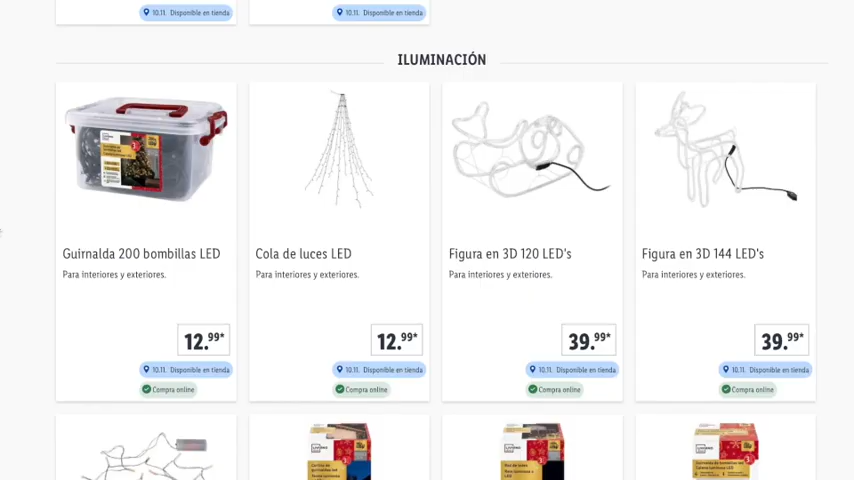 10.11. Disponible en tienda
10.11. Disponible en tienda
ILUMINACIÓN
Guirnalda 200 bombillas LED
Para interiores y exteriores.
12.99*
10.11. Disponible en tienda
Compra online
Cola de luces LED
Para interiores y exteriores.
12.99*
10.11. Disponible en tienda
Compra online
Figura en 3D 120 LED's
Para interiores y exteriores.
39.99*
10.11. Disponible en tienda
Compra online
Figura en 3D 144 LED's
Para interiores y exteriores.
39.99*
10.11. Disponible en tienda
Compra online